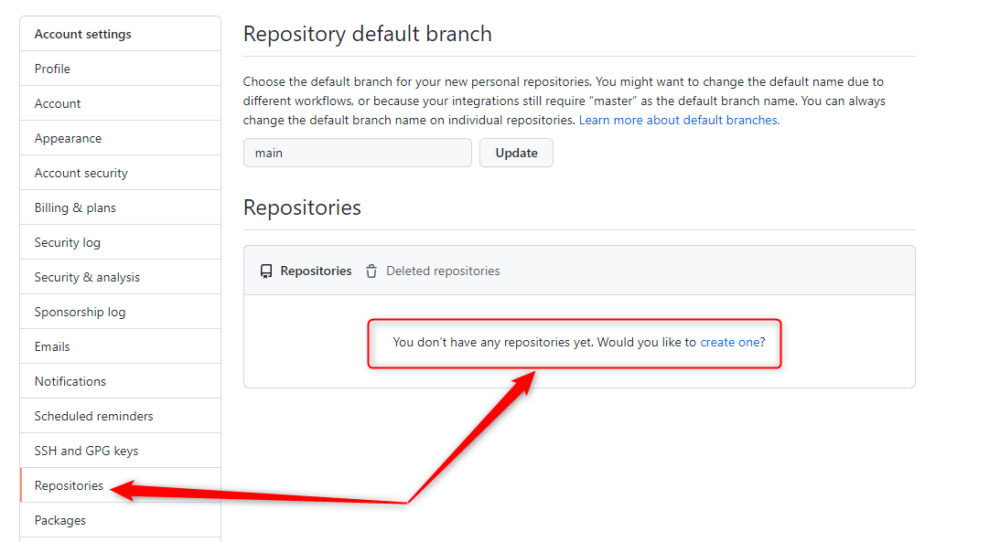 Account settings
Profile
Account
Appearance
Account security
Billing & plans
Security log
Security & analysis
Sponsorship log
Emails
Notifications
Scheduled reminders
SSH and GPG keys
Repositories
Packages
Repository default branch
Choose the default branch for your new personal repositories. You might want to change the default name due to
different workflows, or because your integrations still require “master” as the default branch name. You can always
change the default branch name on individual repositories. Learn more about default branches.
main
Update
Repositories
Repositories
Deleted repositories
You don’t have any repositories yet. Would you like to create one?